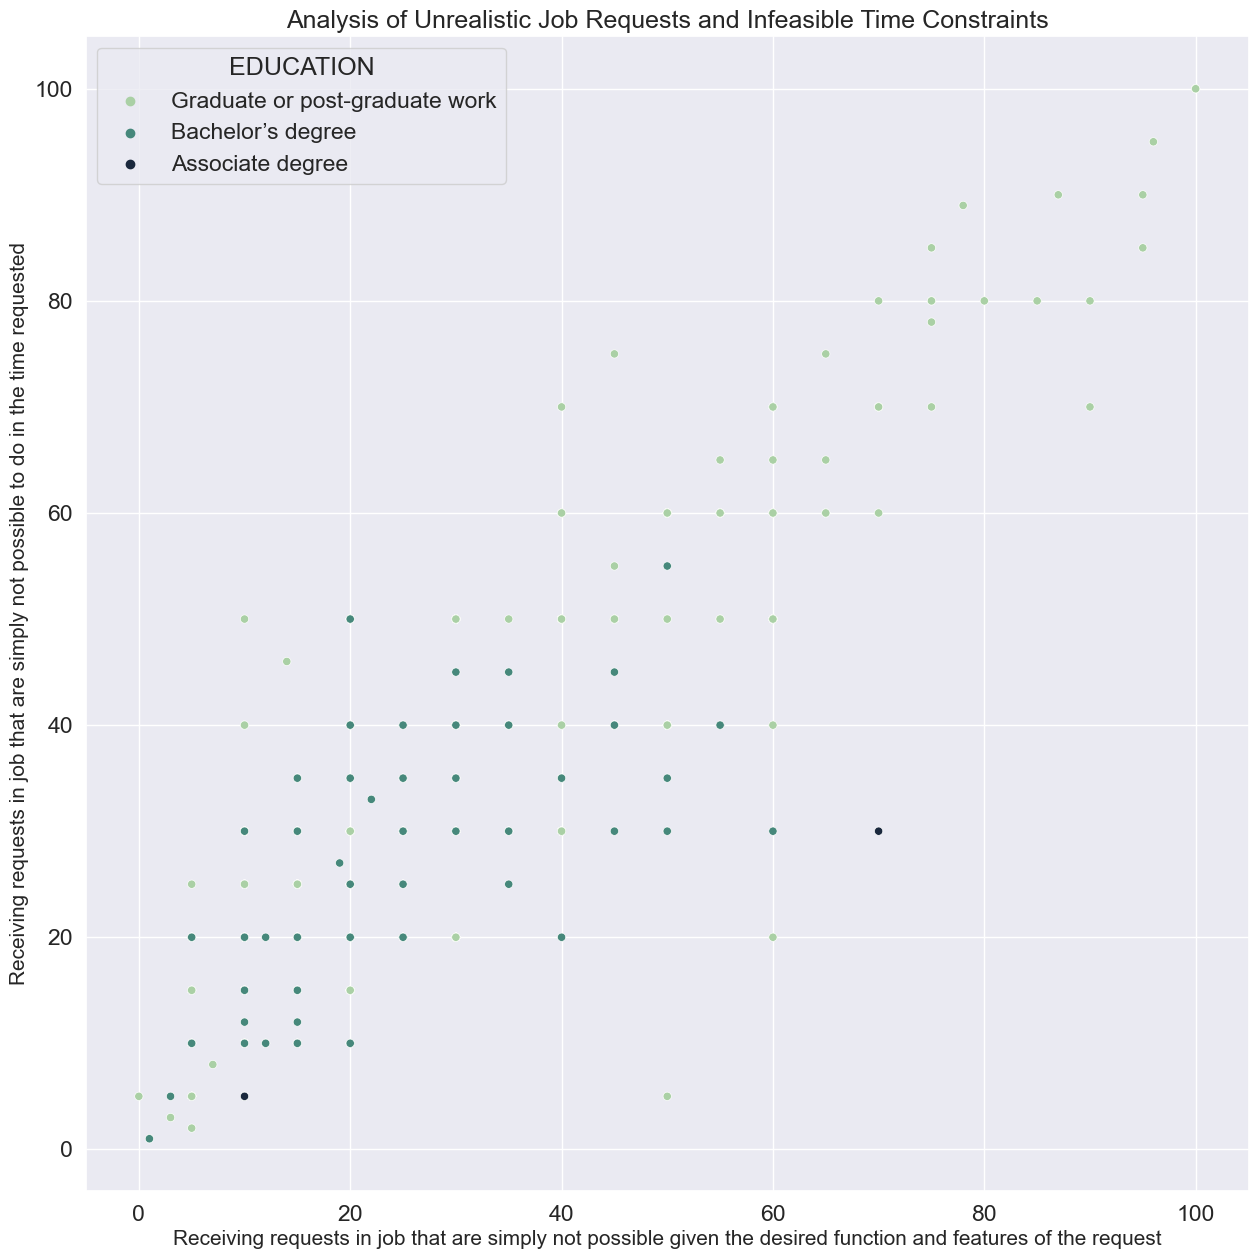 Analysis of Unrealistic Job Requests and Infeasible Time Constraints
EDUCATION
Graduate or post-graduate work
Bachelor’s degree
Associate degree
Receiving requests in job that are simply not possible to do in the time requested
100
80
60
40
20
0
0 20 40 60 80 100
Receiving requests in job that are simply not possible given the desired function and features of the request